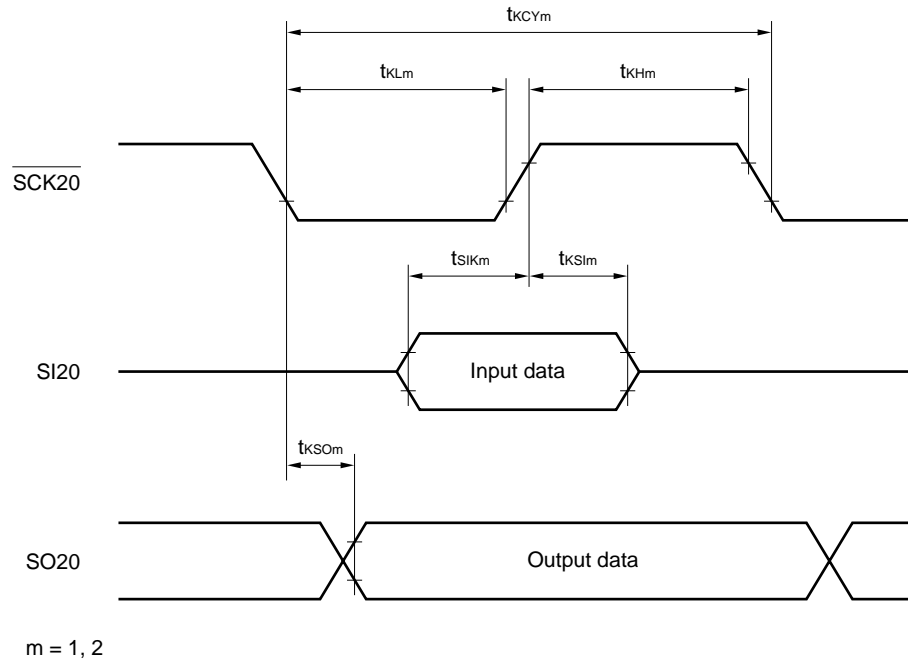 tKCYm
tKLm
tKHm
SCK20
tSIKm
tKSIm
SI20
Input data
tKSOm
SO20
Output data
m = 1, 2